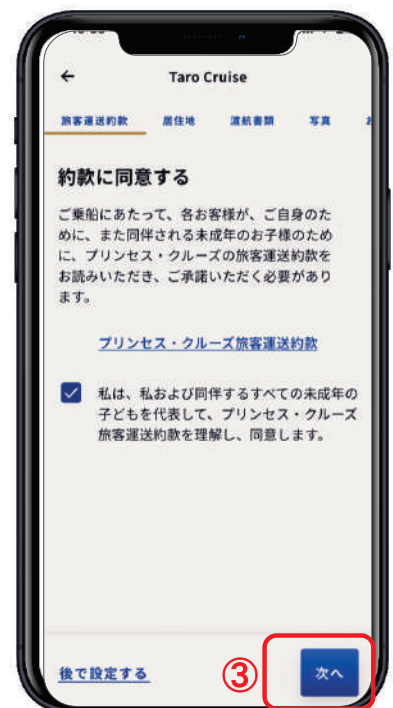 ← Taro Cruise
旅客運送約款 居住地 渡航書類 写真
約款に同意する
ご乗船にあたって、各お客様が、ご自身のた
めに、また同伴される未成年のお子様のため
に、プリンセス・クルーズの旅客運送約款を
お読みいただき、ご承諾いただく必要があり
ます。
プリンセス・クルーズ旅客運送約款
私は、私および同伴するすべての未成年の
子どもを代表して、プリンセス・クルーズ
旅客運送約款を理解し、同意します。
後で設定する ③ 次へ